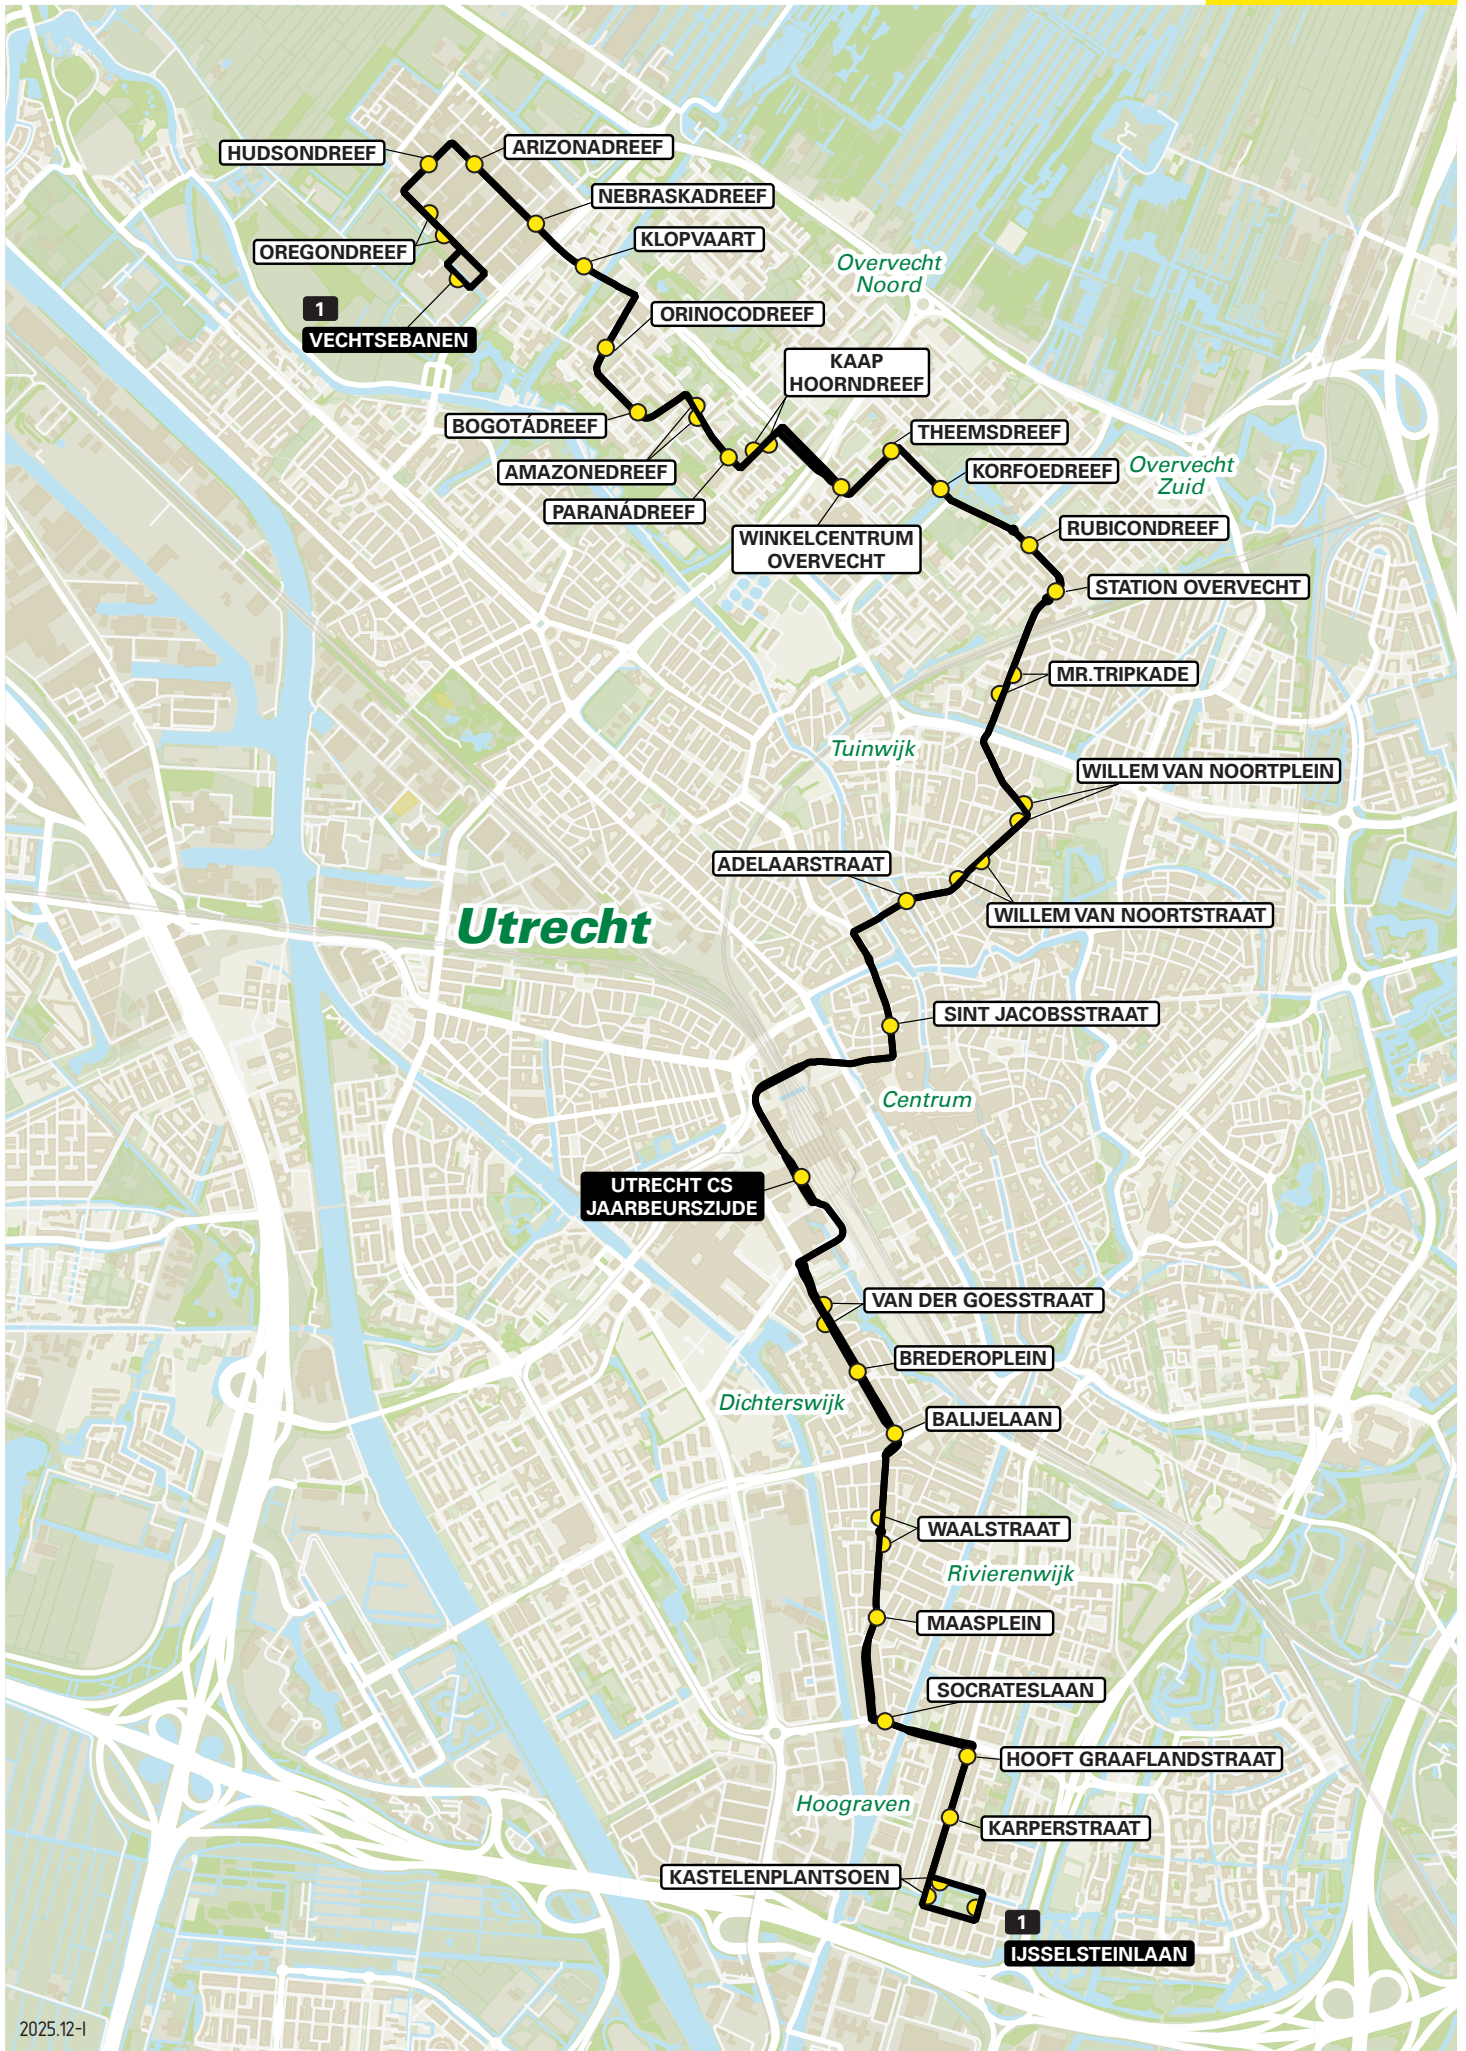 HUDSONDREEF
ARIZONADREEF
NEBRASKADREEF
KLOPVAART
OREGONDREEF
Overvecht
Noord
1
VECHTSEBANEN
ORINOCODREEF
KAAP
HOORNDREEF
BOGOTÁDREEF
THEEMSDREEF
AMAZONEDREEF
KORFOEDREEF
Overvecht
Zuid
PARANÁDREEF
WINKELCENTRUM
OVERVECHT
RUBICONDREEF
STATION OVERVECHT
MR.TRIPKADE
Tuinwijk
WILLEM VAN NOORTPLEIN
ADELAARSTRAAT
WILLEM VAN NOORTSTRAAT
Utrecht
SINT JACOBSSTRAAT
Centrum
UTRECHT CS
JAARBEURSZIJDE
VAN DER GOESSTRAAT
BREDEROPLEIN
Dichterswijk
BALIJELAAN
WAALSTRAAT
Rivierenwijk
MAASPLEIN
SOCRATESLAAN
HOOFT GRAAFLANDSTRAAT
Hoograven
KARPERSTRAAT
KASTELENPLANTSOEN
1
IJSSELSTEINLAAN
2025.12-I